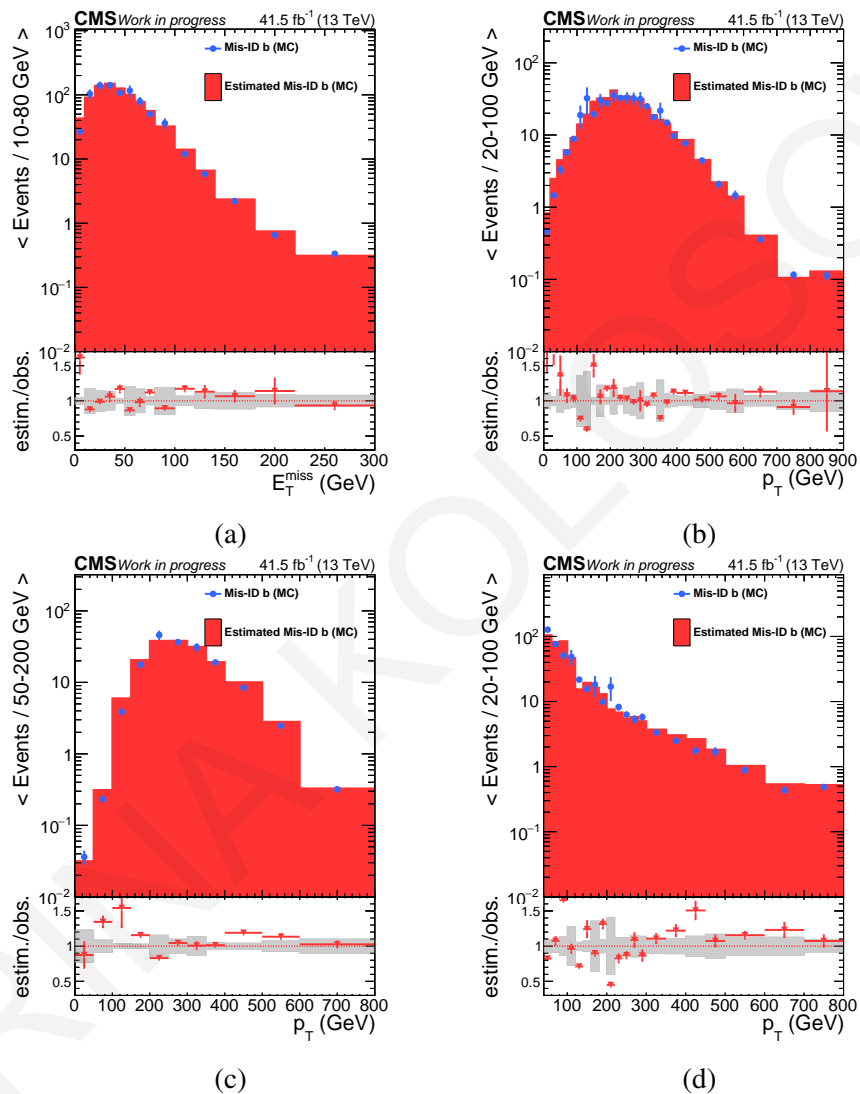 CMS Work in progress 41.5 fb⁻¹ (13 TeV)
< Events / 10-80 GeV >
10³
10²
10
1
10⁻¹
10⁻²
Mis-ID b (MC)
Estimated Mis-ID b (MC)
estim./obs.
1.5
1
0.5
0 50 100 150 200 250 300
E_T^miss (GeV)
(a)
CMS Work in progress 41.5 fb⁻¹ (13 TeV)
< Events / 20-100 GeV >
10²
10
1
10⁻¹
10⁻²
Mis-ID b (MC)
Estimated Mis-ID b (MC)
estim./obs.
1.5
1
0.5
0 100 200 300 400 500 600 700 800 900
p_T (GeV)
(b)
CMS Work in progress 41.5 fb⁻¹ (13 TeV)
< Events / 50-200 GeV >
10²
10
1
10⁻¹
10⁻²
Mis-ID b (MC)
Estimated Mis-ID b (MC)
estim./obs.
1.5
1
0.5
0 100 200 300 400 500 600 700 800
p_T (GeV)
(c)
CMS Work in progress 41.5 fb⁻¹ (13 TeV)
< Events / 20-100 GeV >
10²
10
1
10⁻¹
10⁻²
Mis-ID b (MC)
Estimated Mis-ID b (MC)
estim./obs.
1.5
1
0.5
100 200 300 400 500 600 700 800
p_T (GeV)
(d)
RINA KOLOSO